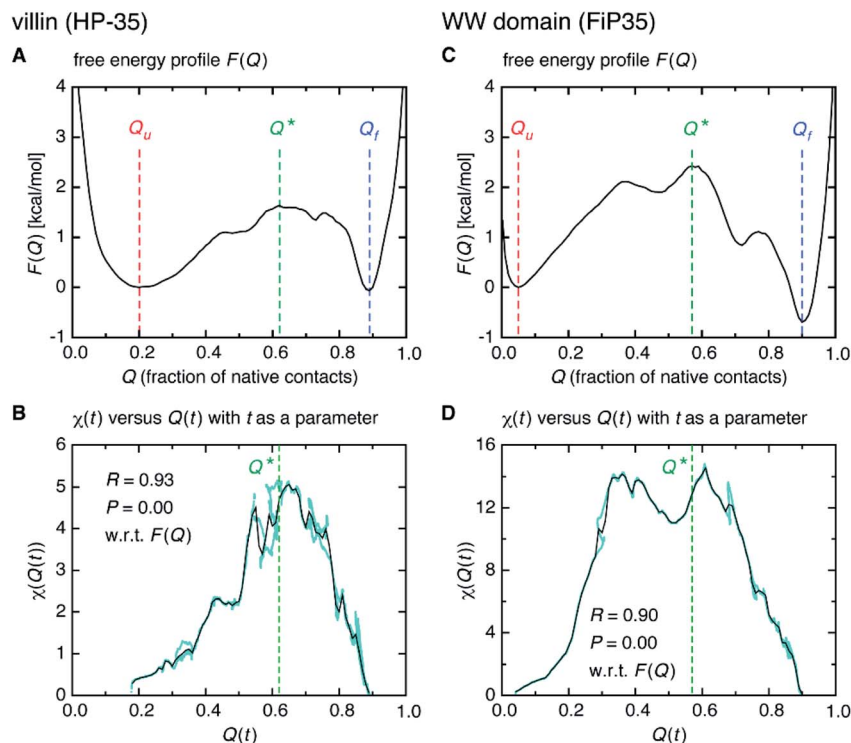 villin (HP-35)
WW domain (FiP35)
A
free energy profile F(Q)
4
3
2
1
0
-1
F(Q) [kcal/mol]
Qu
Q*
Qf
0.0 0.2 0.4 0.6 0.8 1.0
Q (fraction of native contacts)
C
free energy profile F(Q)
4
3
2
1
0
-1
F(Q) [kcal/mol]
Qu
Q*
Qf
0.0 0.2 0.4 0.6 0.8 1.0
Q (fraction of native contacts)
B
χ(t) versus Q(t) with t as a parameter
6
5
4
3
2
1
0
χ(Q(t))
Q*
R = 0.93
P = 0.00
w.r.t. F(Q)
0.0 0.2 0.4 0.6 0.8 1.0
Q(t)
D
χ(t) versus Q(t) with t as a parameter
16
12
8
4
0
χ(Q(t))
Q*
R = 0.90
P = 0.00
w.r.t. F(Q)
0.0 0.2 0.4 0.6 0.8 1.0
Q(t)